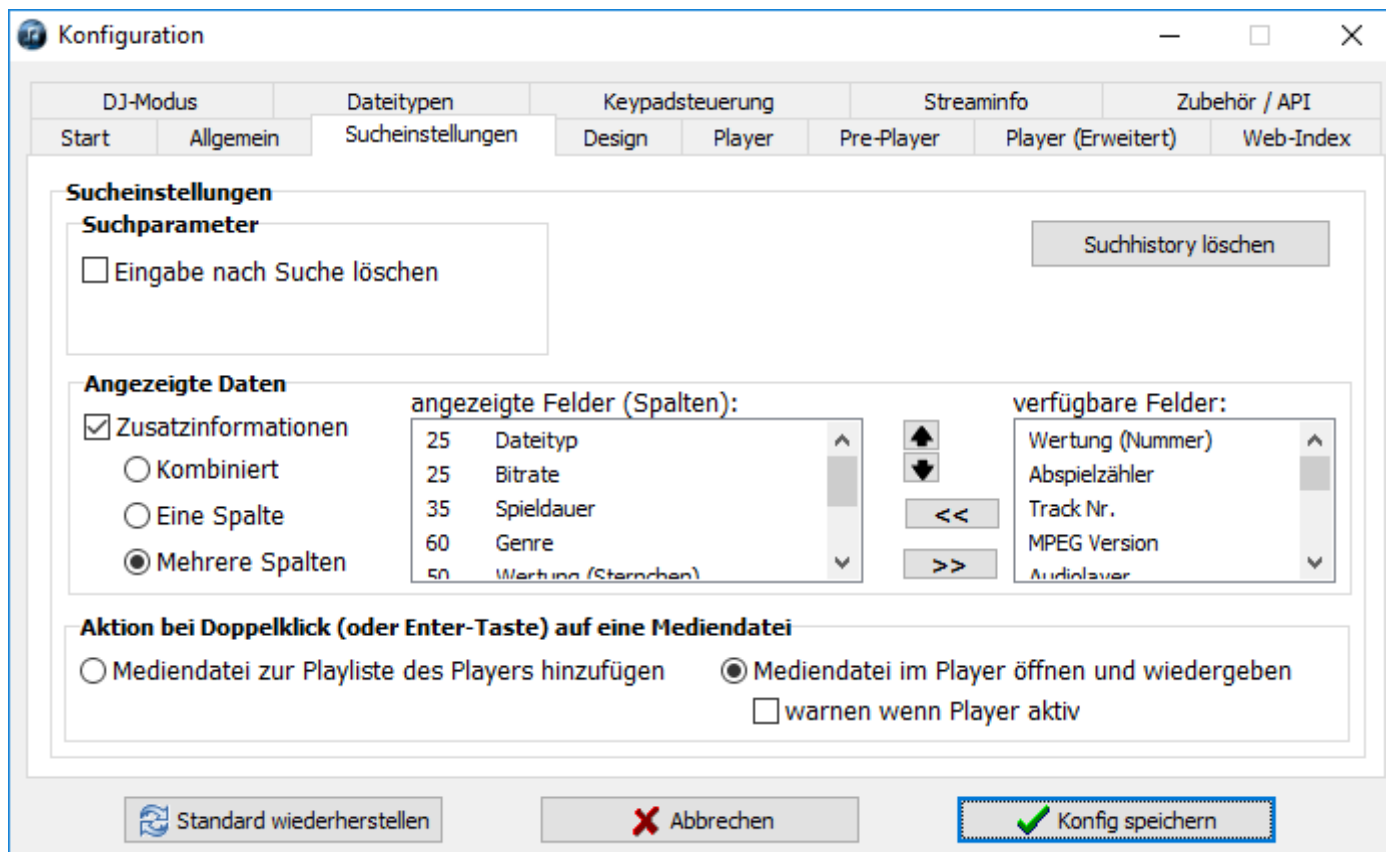 Konfiguration
DJ-Modus Dateitypen Keypadsteuerung Streaminfo Zubehör / API
Start Allgemein Sucheinstellungen Design Player Pre-Player Player (Erweitert) Web-Index
Sucheinstellungen
Suchparameter
Suchhistory löschen
Eingabe nach Suche löschen
Angezeigte Daten
angezeigte Felder (Spalten): verfügbare Felder:
Zusatzinformationen
25 Dateityp Wertung (Nummer)
Kombiniert
25 Bitrate Abspielzähler
Eine Spalte
35 Spieldauer << Track Nr.
Mehrere Spalten
60 Genre >> MPEG Version
50 Wertung (Sternchen) Audiolayer
Aktion bei Doppelklick (oder Enter-Taste) auf eine Mediendatei
Mediendatei zur Playliste des Players hinzufügen Mediendatei im Player öffnen und wiedergeben
warnen wenn Player aktiv
Standard wiederherstellen Abbrechen Konfig speichern